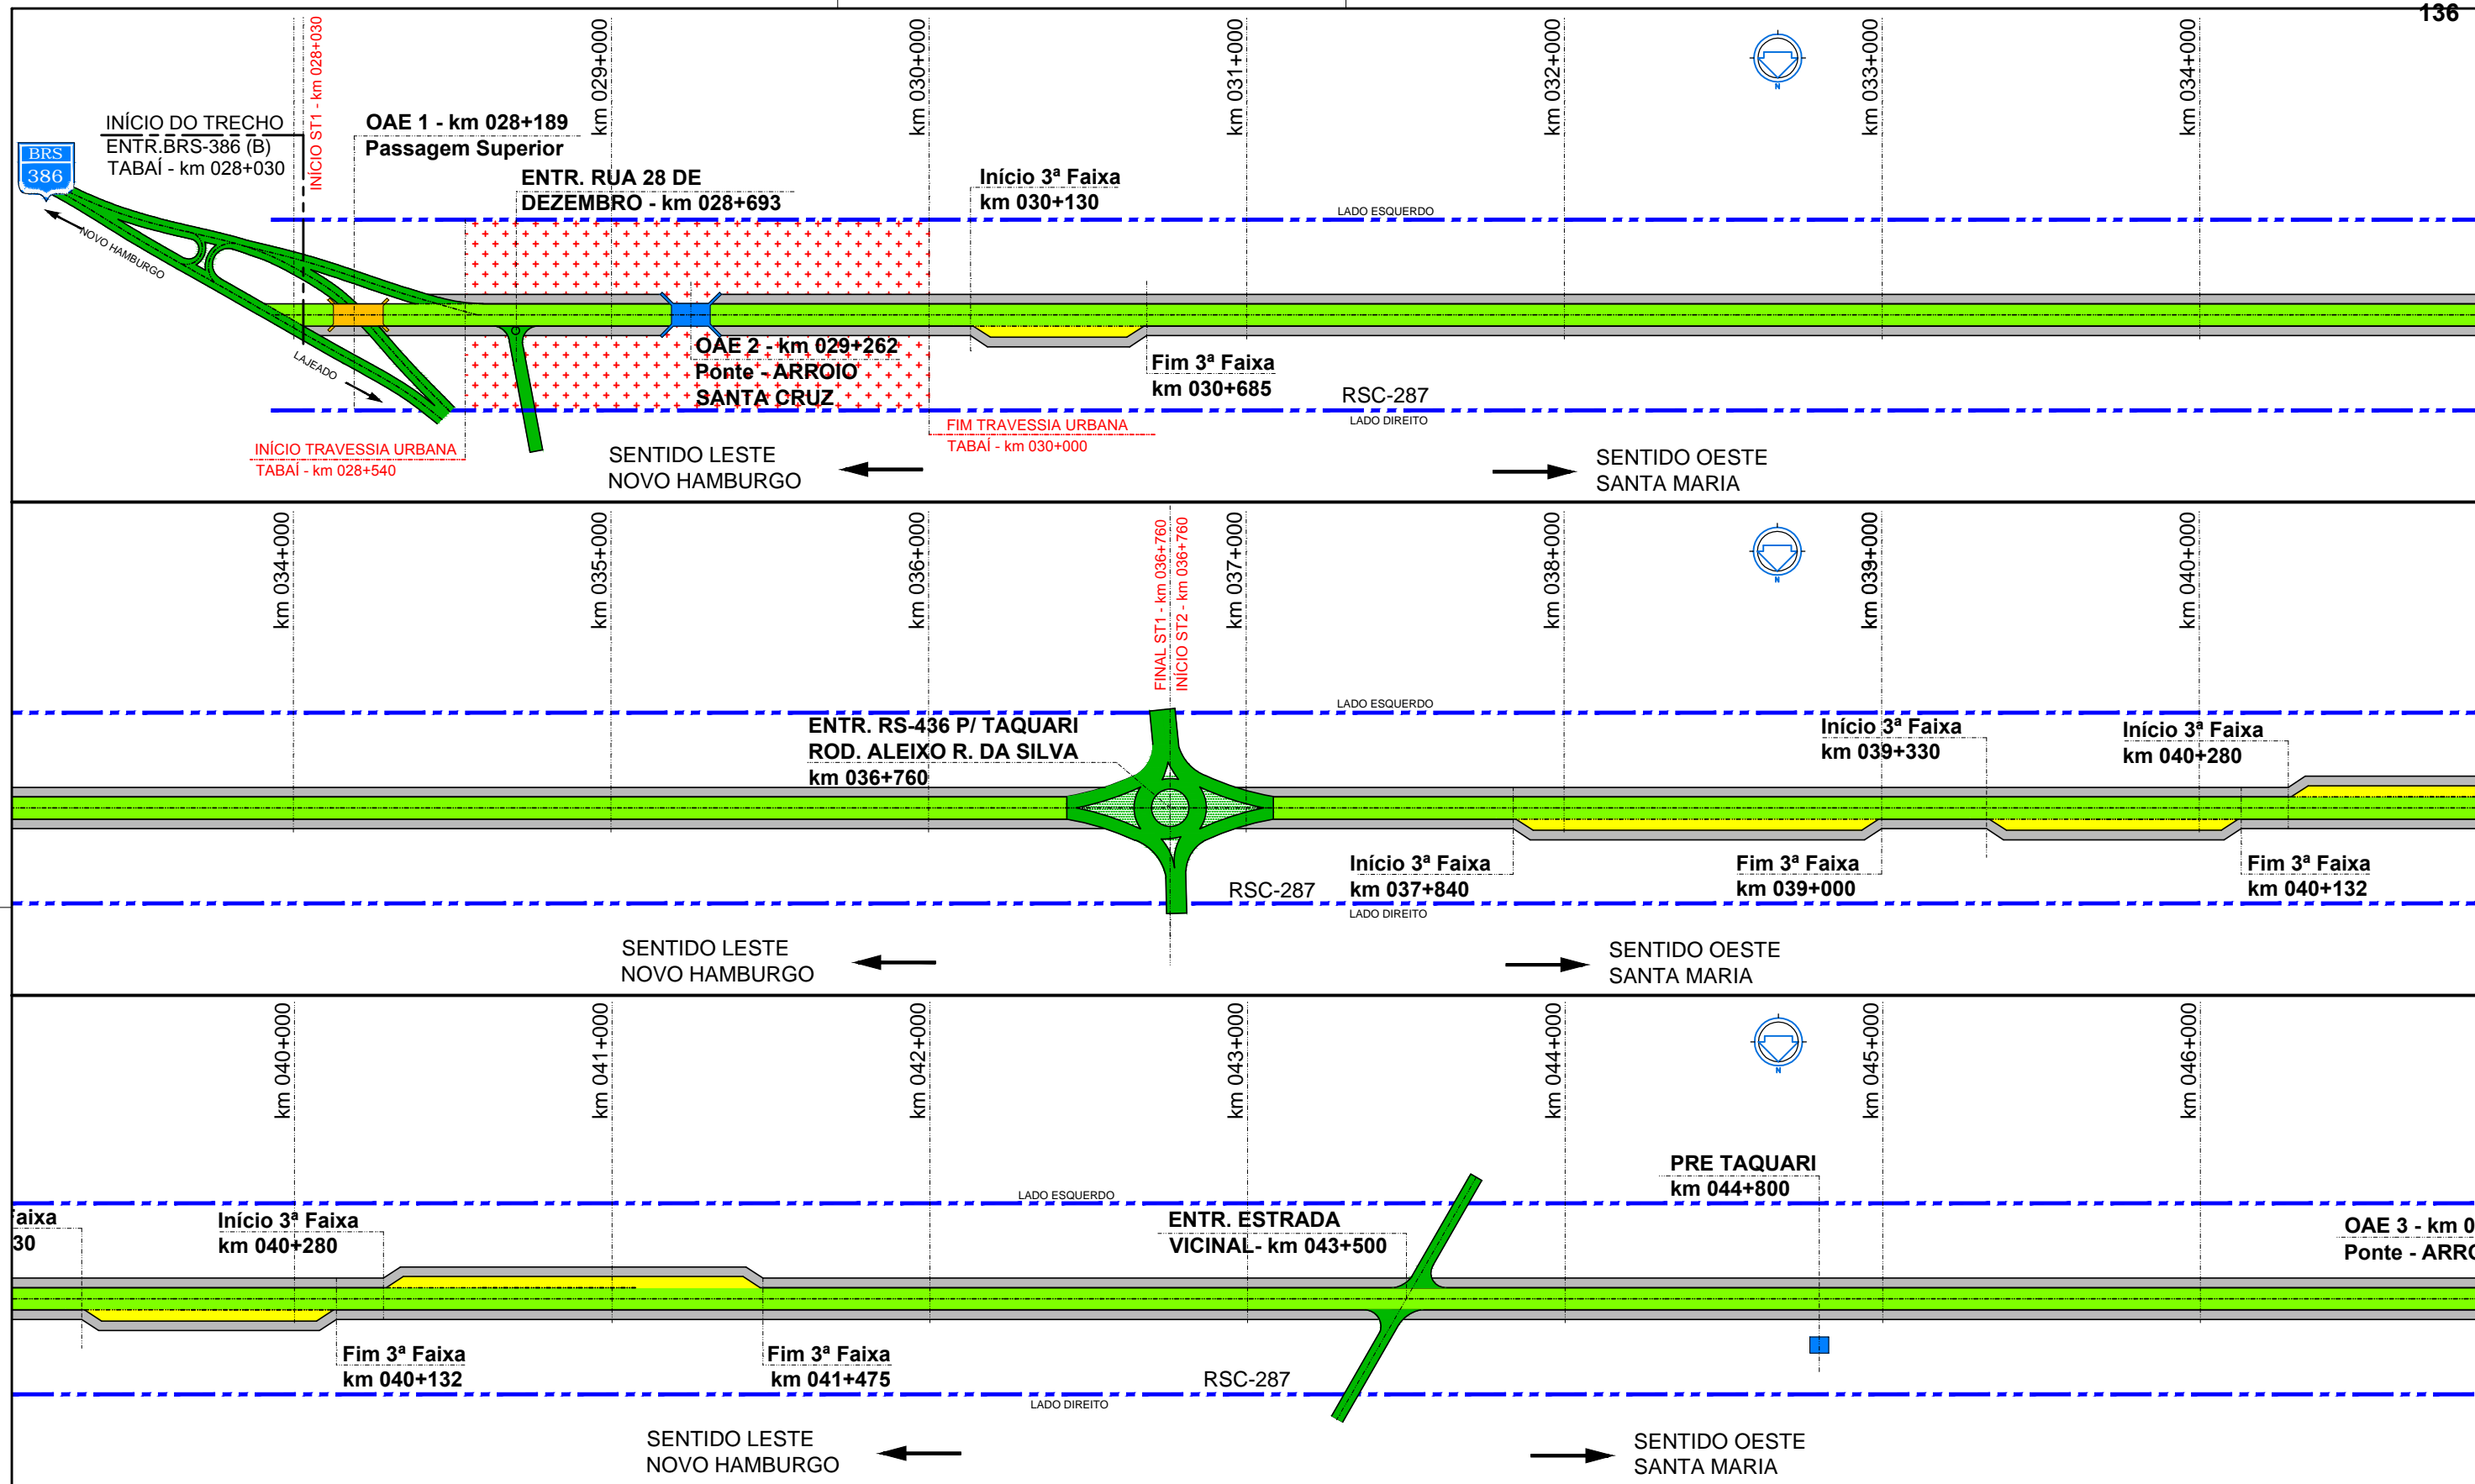 136
INÍCIO ST1 - km 028+030
km 029+000
km 030+000
km 031+000
km 032+000
km 033+000
km 034+000
N
BRS
386
INÍCIO DO TRECHO
ENTR.BRS-386 (B)
TABAÍ - km 028+030
OAE 1 - km 028+189
Passagem Superior
ENTR. RUA 28 DE
DEZEMBRO - km 028+693
Início 3ª Faixa
km 030+130
LADO ESQUERDO
NOVO HAMBURGO
LAJEADO
OAE 2 - km 029+262
Ponte - ARROIO
SANTA CRUZ
Fim 3ª Faixa
km 030+685
RSC-287
LADO DIREITO
INÍCIO TRAVESSIA URBANA
TABAÍ - km 028+540
FIM TRAVESSIA URBANA
TABAÍ - km 030+000
SENTIDO LESTE
NOVO HAMBURGO
SENTIDO OESTE
SANTA MARIA
km 034+000
km 035+000
km 036+000
FINAL ST1 - km 036+760
INÍCIO ST2 - km 036+760
km 037+000
km 038+000
km 039+000
km 040+000
N
LADO ESQUERDO
ENTR. RS-436 P/ TAQUARI
ROD. ALEIXO R. DA SILVA
km 036+760
Início 3ª Faixa
km 039+330
Início 3ª Faixa
km 040+280
Início 3ª Faixa
km 037+840
Fim 3ª Faixa
km 039+000
Fim 3ª Faixa
km 040+132
RSC-287
LADO DIREITO
SENTIDO LESTE
NOVO HAMBURGO
SENTIDO OESTE
SANTA MARIA
km 040+000
km 041+000
km 042+000
km 043+000
km 044+000
km 045+000
km 046+000
N
PRE TAQUARI
km 044+800
LADO ESQUERDO
aixa
30
Início 3ª Faixa
km 040+280
ENTR. ESTRADA
VICINAL- km 043+500
OAE 3 - km 0
Ponte - ARRO
Fim 3ª Faixa
km 040+132
Fim 3ª Faixa
km 041+475
RSC-287
LADO DIREITO
SENTIDO LESTE
NOVO HAMBURGO
SENTIDO OESTE
SANTA MARIA